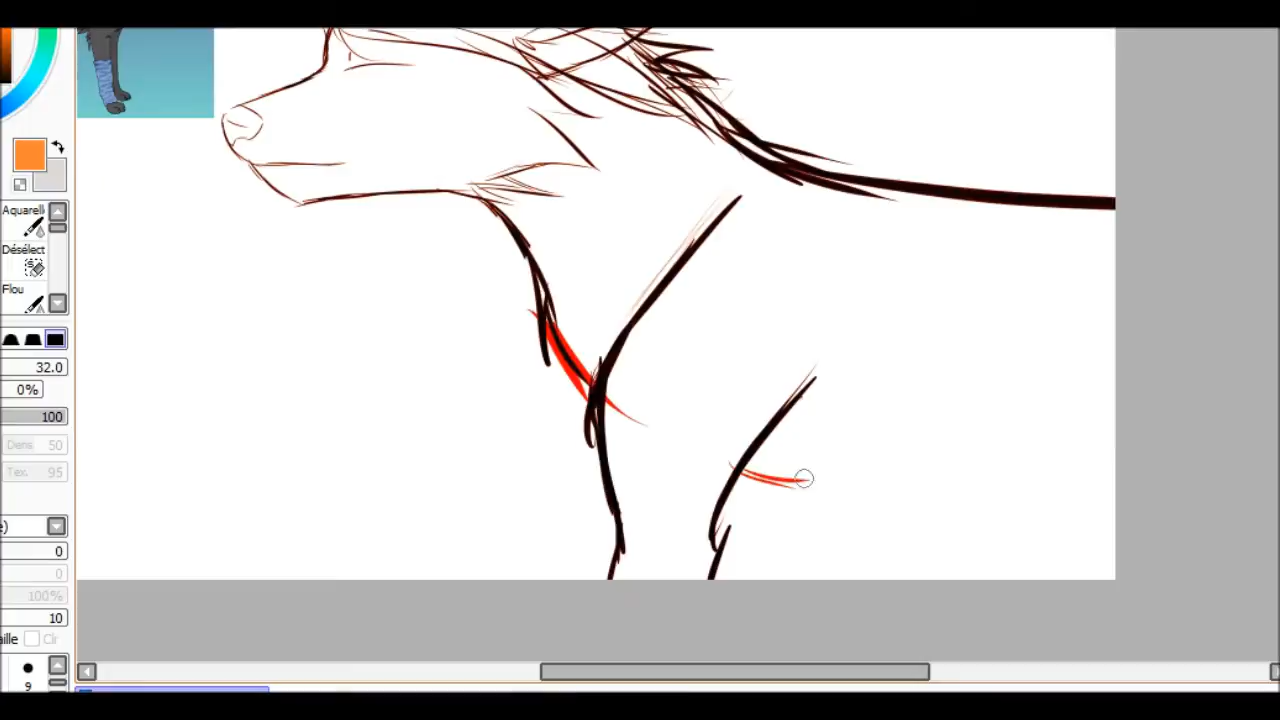 Aquarell
Désélect
Flou
32.0
0%
100
Dens 50
Tex. 95
)
0
0
100%
10
aille Clr
9